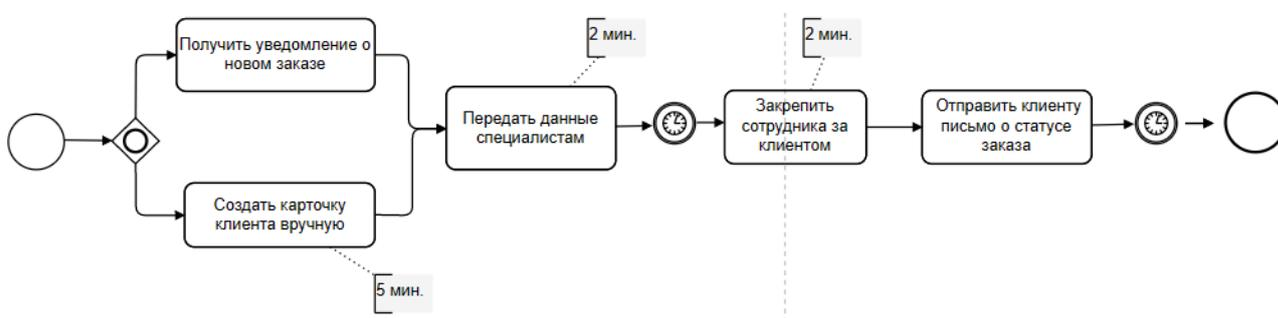 Получить уведомление о
новом заказе
Создать карточку
клиента вручную
5 мин.
Передать данные
специалистам
2 мин.
Закрепить
сотрудника за
клиентом
2 мин.
Отправить клиенту
письмо о статусе
заказа